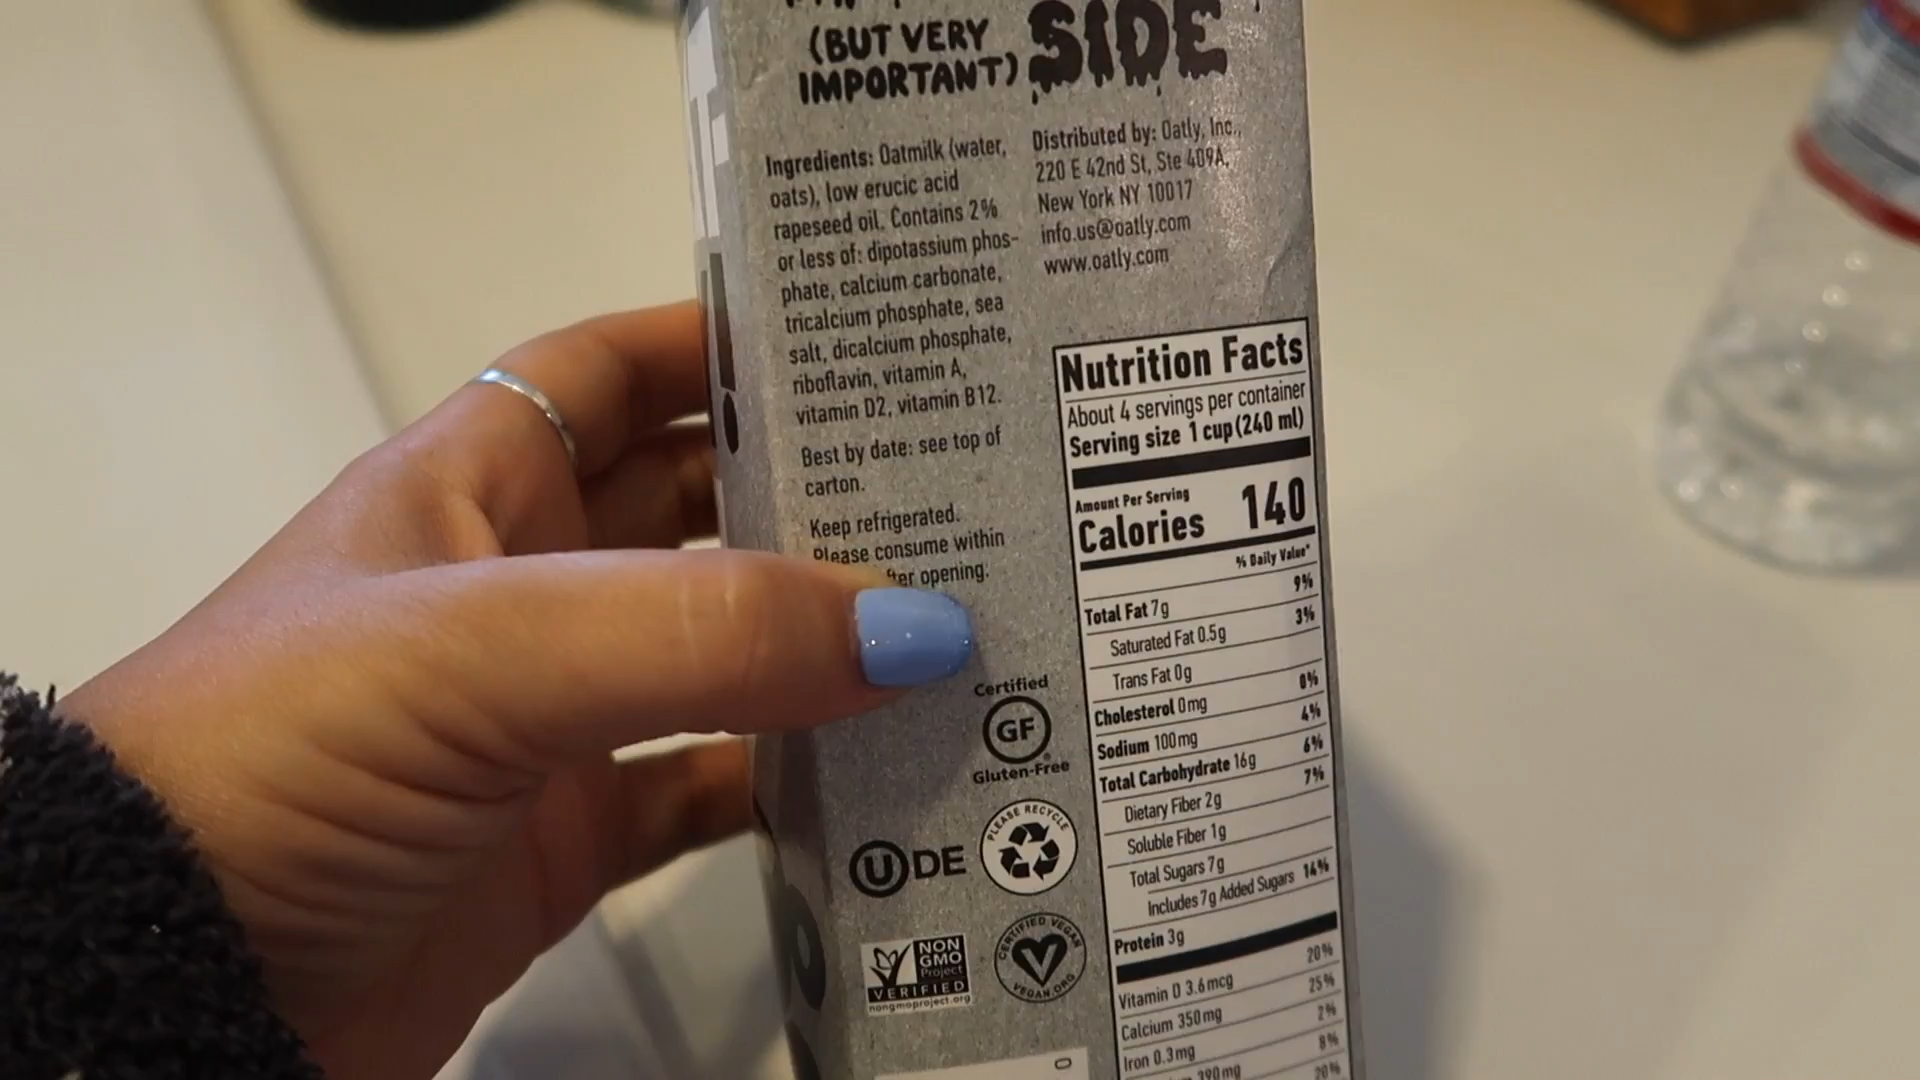 (BUT VERY
IMPORTANT) SIDE
Ingredients: Oatmilk (water,
oats), low erucic acid
rapeseed oil. Contains 2%
or less of: dipotassium phos-
phate, calcium carbonate,
tricalcium phosphate, sea
salt, dicalcium phosphate,
riboflavin, vitamin A,
vitamin D2, vitamin B12.
Best by date: see top of
carton.
Keep refrigerated.
Please consume within
after opening.
Distributed by: Oatly, Inc.,
220 E 42nd St, Ste 409A,
New York NY 10017
info.us@oatly.com
www.oatly.com
Certified
GF
Gluten-Free
U DE
PLEASE RECYCLE
NON
GMO
Project
VERIFIED
nongmoproject.org
CERTIFIED VEGAN
VEGAN.ORG
Nutrition Facts
About 4 servings per container
Serving size 1 cup (240 ml)
Amount Per Serving
Calories 140
% Daily Value*
Total Fat 7g 9%
Saturated Fat 0.5g 3%
Trans Fat 0g
Cholesterol 0mg 0%
Sodium 100mg 4%
Total Carbohydrate 16g 6%
Dietary Fiber 2g 7%
Soluble Fiber 1g
Total Sugars 7g
Includes 7g Added Sugars 14%
Protein 3g
Vitamin D 3.6mcg 20%
Calcium 350mg 25%
Iron 0.3mg 2%
390mg 8%
20%